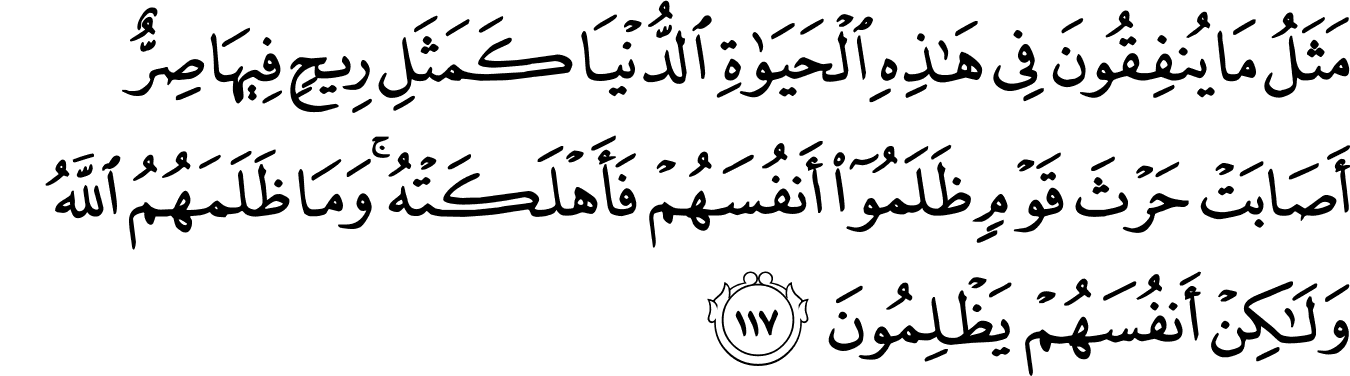 مَثَلُ مَا يُنفِقُونَ فِى هَـٰذِهِ ٱلْحَيَوٰةِ ٱلدُّنْيَا كَمَثَلِ رِيحٍ فِيهَا صِرٌّ
أَصَابَتْ حَرْثَ قَوْمٍ ظَلَمُوٓا۟ أَنفُسَهُمْ فَأَهْلَكَتْهُ ۚ وَمَا ظَلَمَهُمُ ٱللَّهُ
وَلَـٰكِنْ أَنفُسَهُمْ يَظْلِمُونَ ١١٧